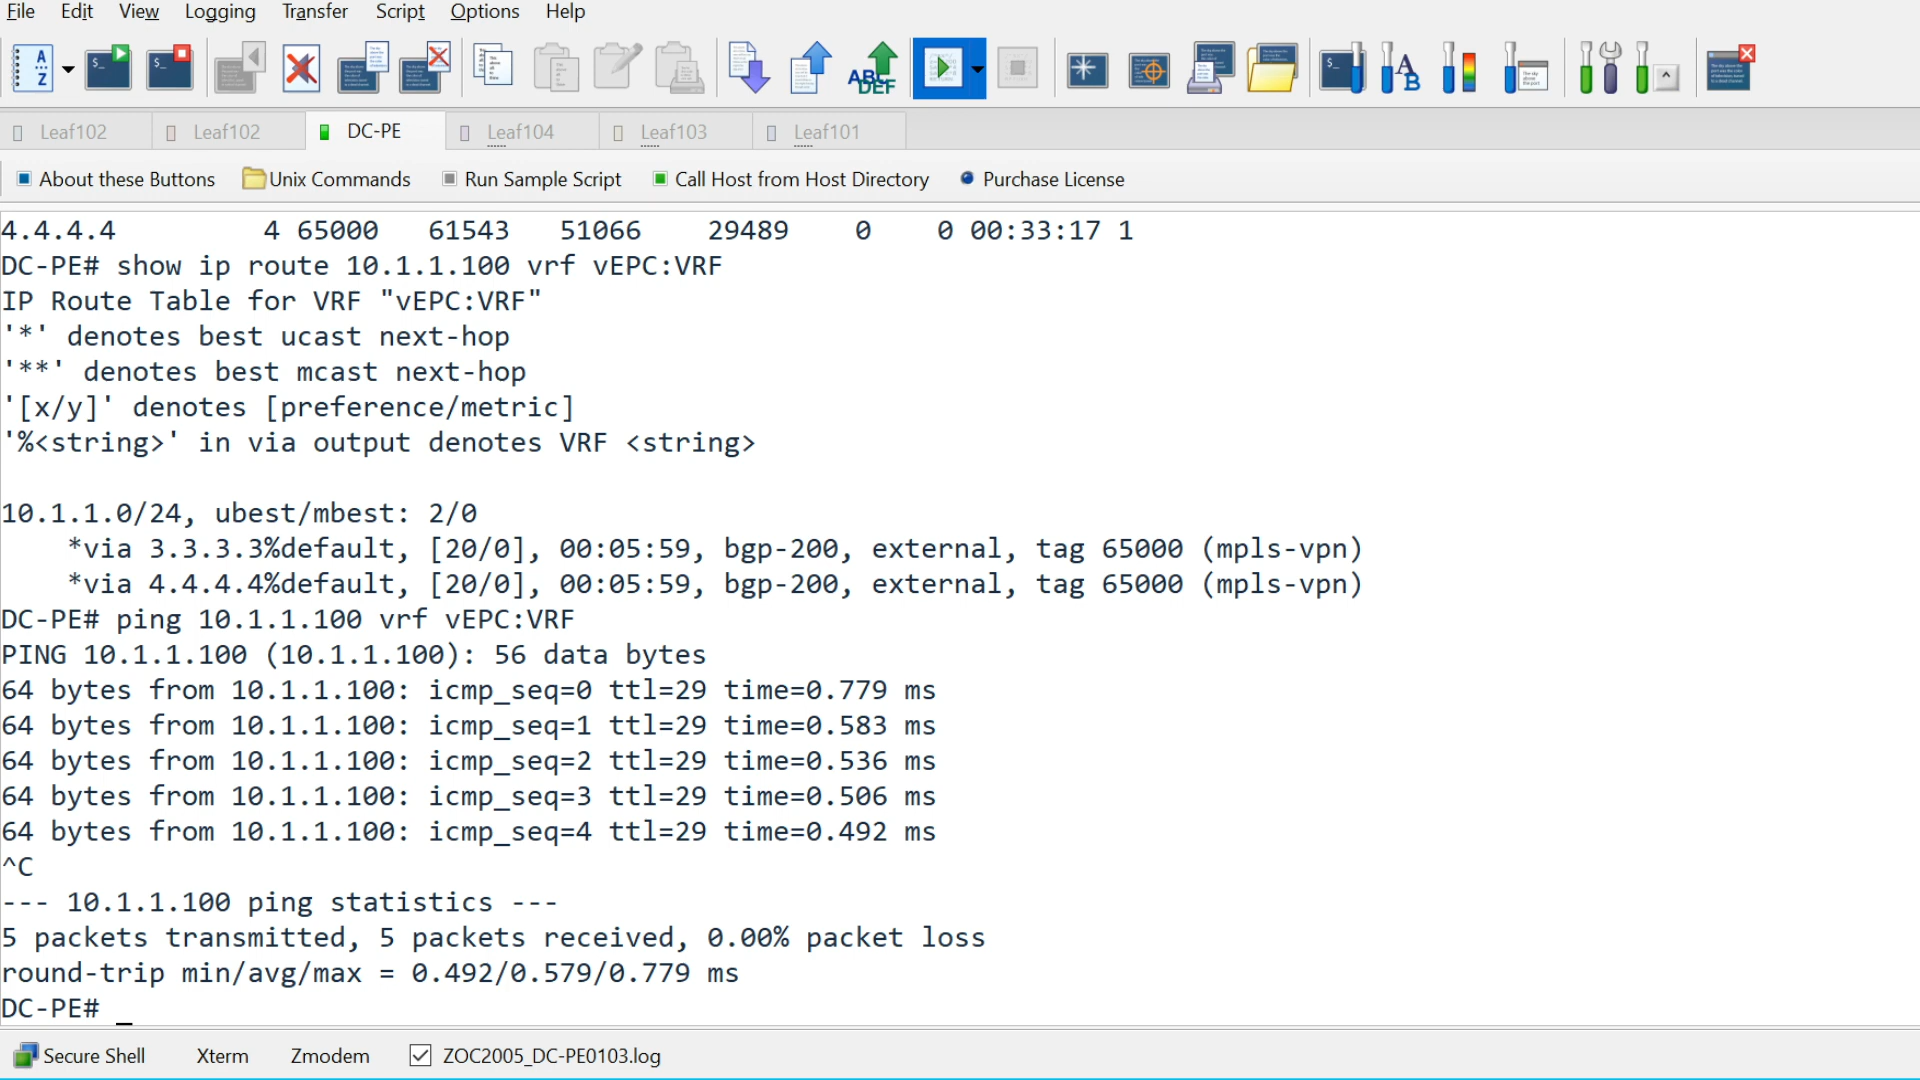 File Edit View Logging Transfer Script Options Help
Leaf102 Leaf102 DC-PE Leaf104 Leaf103 Leaf101
About these Buttons Unix Commands Run Sample Script Call Host from Host Directory Purchase License
4.4.4.4         4 65000   61543   51066    29489    0    0 00:33:17 1
DC-PE# show ip route 10.1.1.100 vrf vEPC:VRF
IP Route Table for VRF "vEPC:VRF"
'*' denotes best ucast next-hop
'**' denotes best mcast next-hop
'[x/y]' denotes [preference/metric]
'%<string>' in via output denotes VRF <string>
10.1.1.0/24, ubest/mbest: 2/0
    *via 3.3.3.3%default, [20/0], 00:05:59, bgp-200, external, tag 65000 (mpls-vpn)
    *via 4.4.4.4%default, [20/0], 00:05:59, bgp-200, external, tag 65000 (mpls-vpn)
DC-PE# ping 10.1.1.100 vrf vEPC:VRF
PING 10.1.1.100 (10.1.1.100): 56 data bytes
64 bytes from 10.1.1.100: icmp_seq=0 ttl=29 time=0.779 ms
64 bytes from 10.1.1.100: icmp_seq=1 ttl=29 time=0.583 ms
64 bytes from 10.1.1.100: icmp_seq=2 ttl=29 time=0.536 ms
64 bytes from 10.1.1.100: icmp_seq=3 ttl=29 time=0.506 ms
64 bytes from 10.1.1.100: icmp_seq=4 ttl=29 time=0.492 ms
^C
--- 10.1.1.100 ping statistics ---
5 packets transmitted, 5 packets received, 0.00% packet loss
round-trip min/avg/max = 0.492/0.579/0.779 ms
DC-PE# _
Secure Shell Xterm Zmodem ZOC2005_DC-PE0103.log